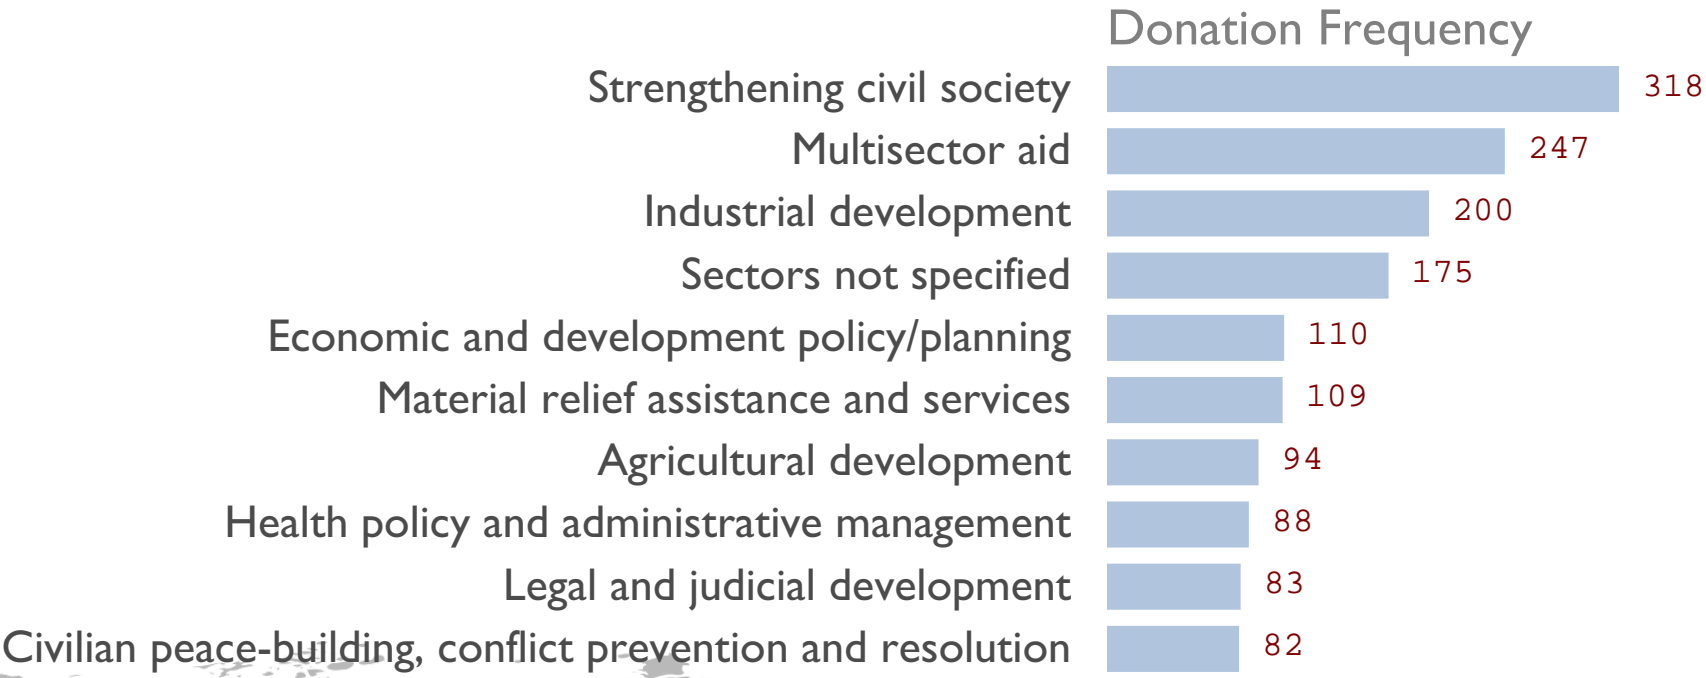 Donation Frequency
Strengthening civil society 318
Multisector aid 247
Industrial development 200
Sectors not specified 175
Economic and development policy/planning 110
Material relief assistance and services 109
Agricultural development 94
Health policy and administrative management 88
Legal and judicial development 83
Civilian peace-building, conflict prevention and resolution 82